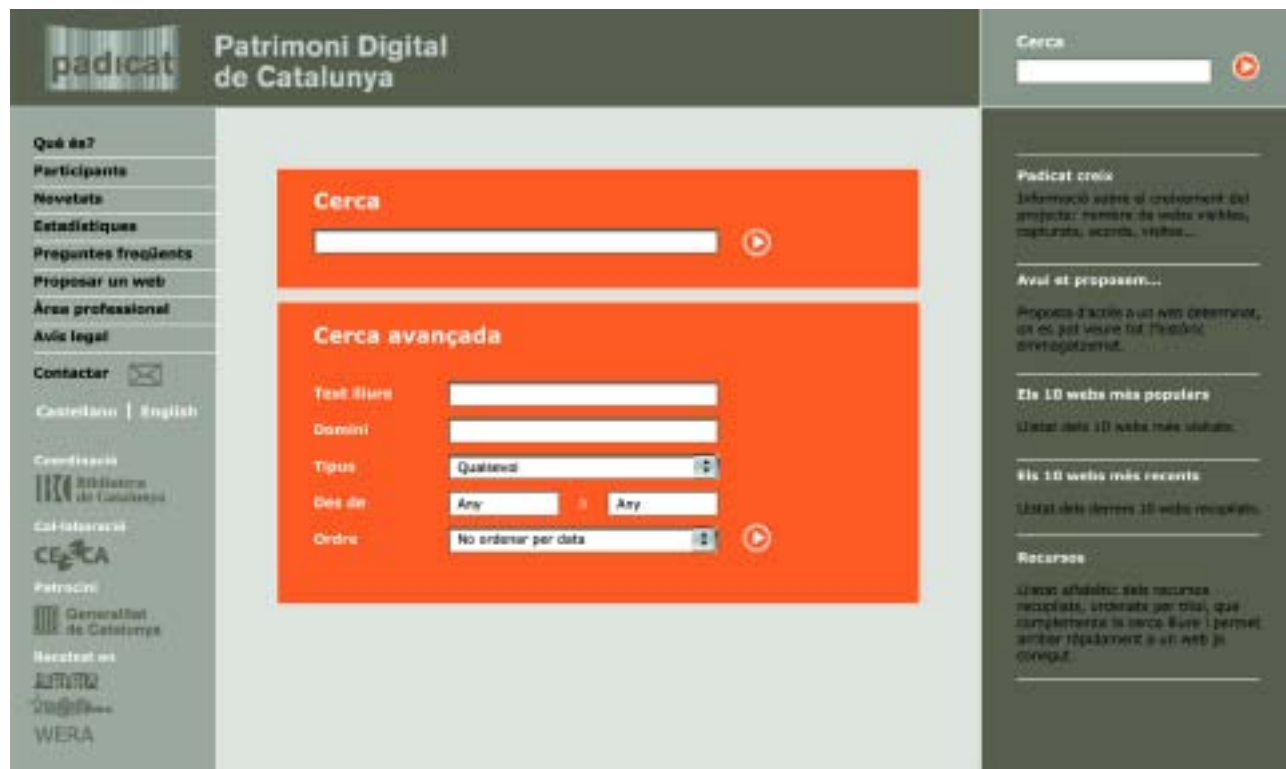 padicat
Patrimoni Digital
de Catalunya
Cerca
Qué és?
Participants
Novetats
Estadístiques
Preguntes freqüents
Proposar un web
Àrea professional
Avís legal
Contactar
Castellano | English
Coordinació
Biblioteca
de Catalunya
Col·laboració
CESCA
Patrocini
Generalitat
de Catalunya
Basat en
WERA
Cerca
Cerca avançada
Text lliure
Domini
Tipus
Qualsevol
Des de
Any
a
Any
Ordre
No ordenar per data
Padicat creix
Informació sobre el creixement del
projecte: nombre de webs visibles,
capturats, acords, visites...
Avui et proposem...
Proposta d'accés a un web determinat,
on es pot veure tot l'històric
emmagatzemat.
Els 10 webs més populars
Llistat dels 10 webs més visitats.
Els 10 webs més recents
Llistat dels darrers 10 webs recopilats.
Recursos
Llistat alfabètic dels recursos
recopilats, ordenats per títol, que
complementa la cerca lliure i permet
arribar ràpidament a un web ja
conegut.